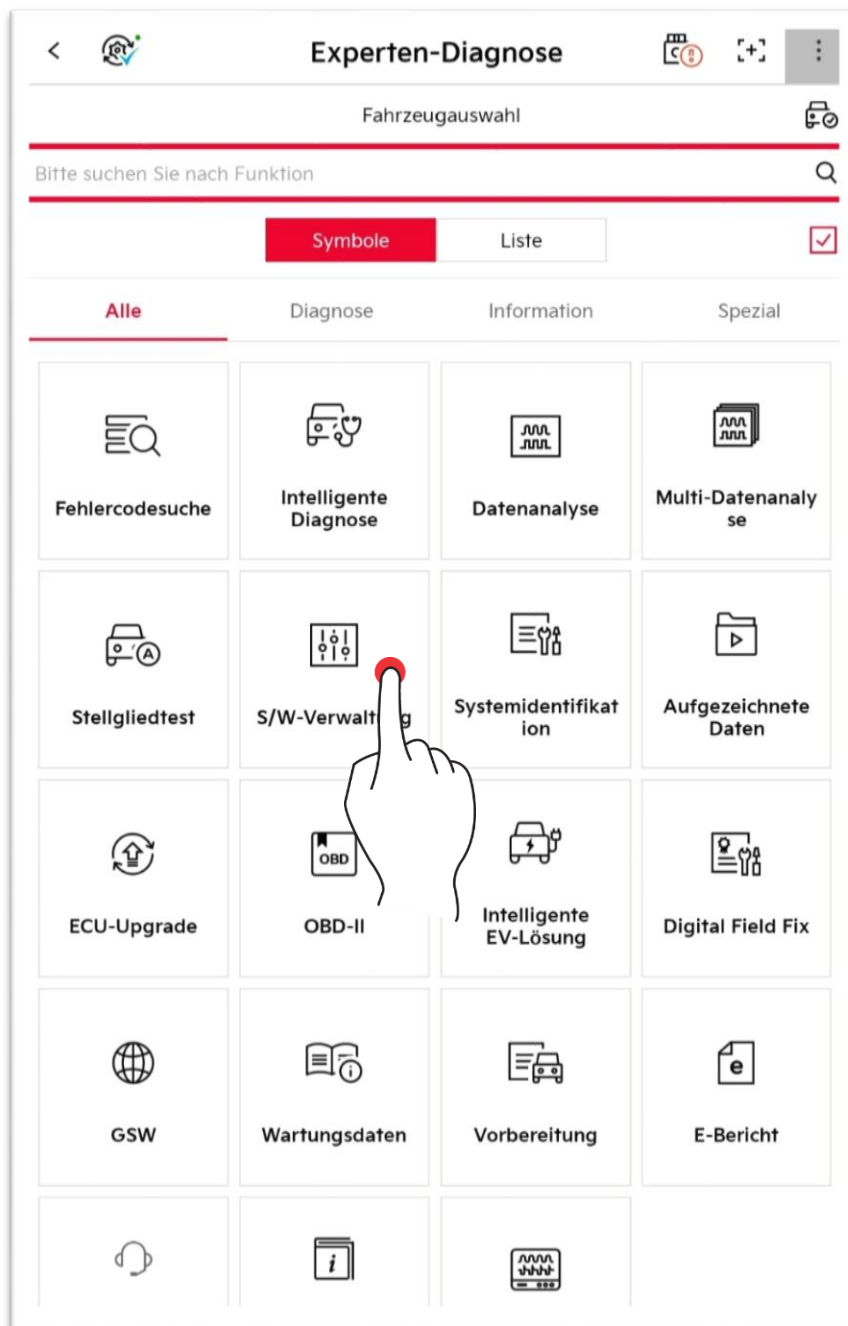 Experten-Diagnose
Fahrzeugauswahl
Bitte suchen Sie nach Funktion
Symbole
Liste
Alle
Diagnose
Information
Spezial
Fehlercodesuche
Intelligente
Diagnose
Datenanalyse
Multi-Datenanaly
se
Stellgliedtest
S/W-Verwaltung
Systemidentifikat
ion
Aufgezeichnete
Daten
ECU-Upgrade
OBD
OBD-II
Intelligente
EV-Lösung
Digital Field Fix
GSW
Wartungsdaten
Vorbereitung
e
E-Bericht
i